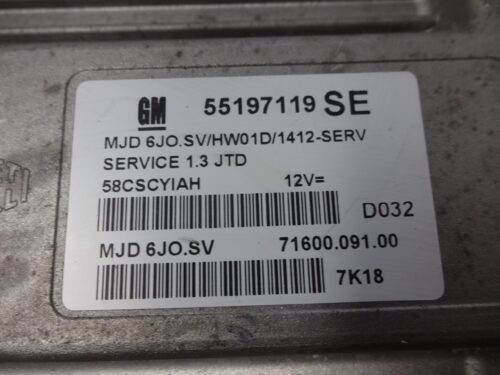 GM 55197119 SE
MJD 6JO.SV/HW01D/1412-SERV
SERVICE 1.3 JTD
58CSCYIAH 12V=
D032
MJD 6JO.SV 71600.091.00
7K18